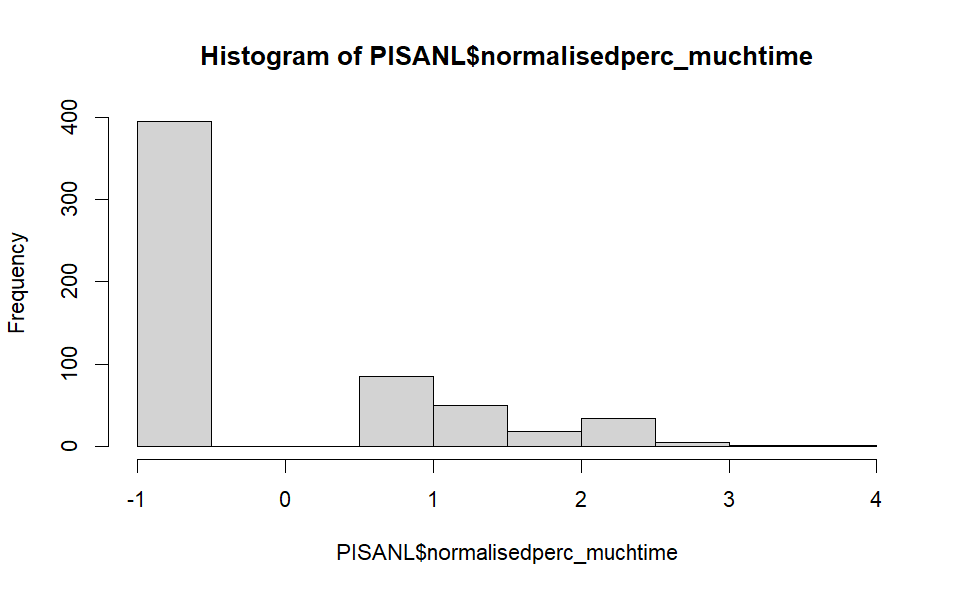 Histogram of PISANL$normalisedperc_muchtime
400
300
200
100
0
Frequency
-1 0 1 2 3 4
PISANL$normalisedperc_muchtime